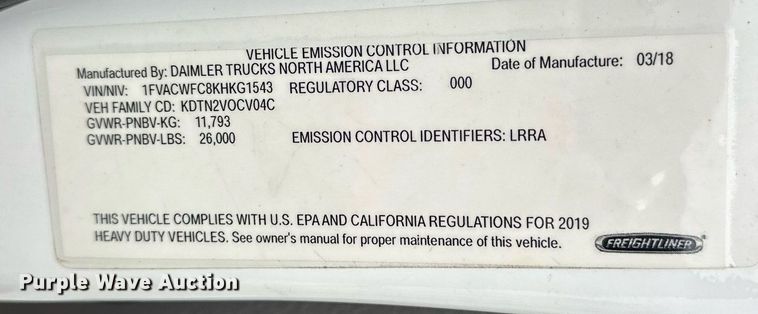 VEHICLE EMISSION CONTROL INFORMATION
Manufactured By: DAIMLER TRUCKS NORTH AMERICA LLC Date of Manufacture: 03/18
VIN/NIV: 1FVACWFC8KHKG1543 REGULATORY CLASS: 000
VEH FAMILY CD: KDTN2VOCV04C
GVWR-PNBV-KG: 11,793
GVWR-PNBV-LBS: 26,000 EMISSION CONTROL IDENTIFIERS: LRRA
THIS VEHICLE COMPLIES WITH U.S. EPA AND CALIFORNIA REGULATIONS FOR 2019
HEAVY DUTY VEHICLES. See owner's manual for proper maintenance of this vehicle.
FREIGHTLINER
Purple Wave Auction